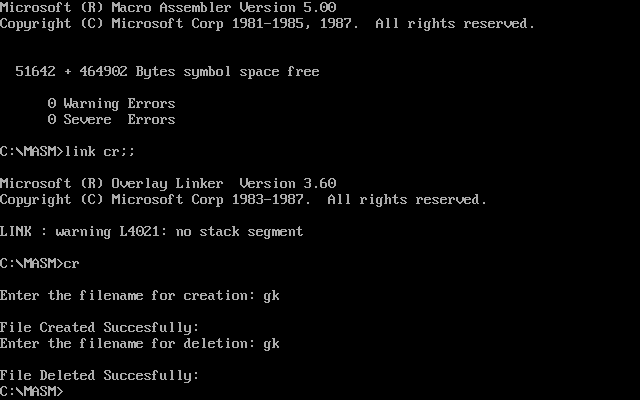 Microsoft (R) Macro Assembler Version 5.00
Copyright (C) Microsoft Corp 1981-1985, 1987.  All rights reserved.
51642 + 464902 Bytes symbol space free
0 Warning Errors
0 Severe  Errors
C:\MASM>link cr;;
Microsoft (R) Overlay Linker  Version 3.60
Copyright (C) Microsoft Corp 1983-1987.  All rights reserved.
LINK : warning L4021: no stack segment
C:\MASM>cr
Enter the filename for creation: gk
File Created Succesfully:
Enter the filename for deletion: gk
File Deleted Succesfully:
C:\MASM>